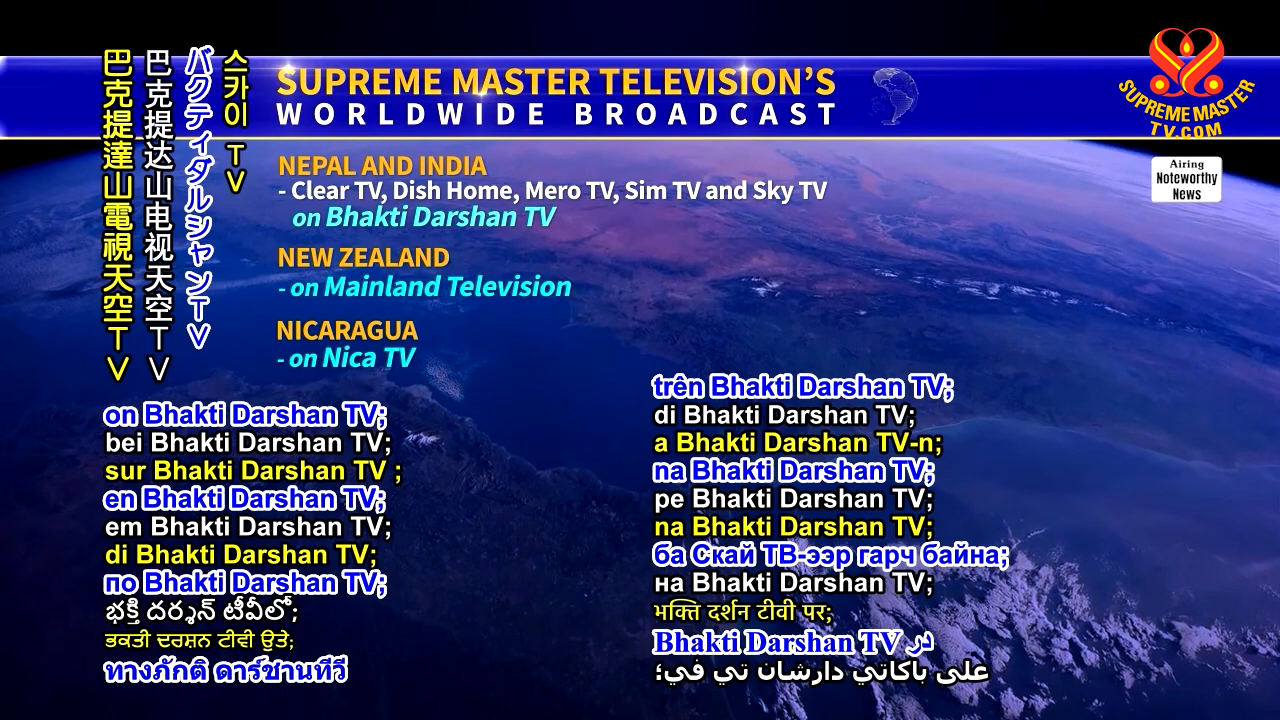 巴克提達山電視天空TV
巴克提达山电视天空TV
バクティダルシャンTV
스카이 TV
SUPREME MASTER TELEVISION’S
WORLDWIDE BROADCAST
SUPREME MASTER
TV.COM
Airing
Noteworthy
News
NEPAL AND INDIA
- Clear TV, Dish Home, Mero TV, Sim TV and Sky TV
on Bhakti Darshan TV
NEW ZEALAND
- on Mainland Television
NICARAGUA
- on Nica TV
on Bhakti Darshan TV;
bei Bhakti Darshan TV;
sur Bhakti Darshan TV ;
en Bhakti Darshan TV;
em Bhakti Darshan TV;
di Bhakti Darshan TV;
по Bhakti Darshan TV;
భక్తి దర్శన్ టీవీలో;
ਭਕਤੀ ਦਰਸ਼ਨ ਟੀਵੀ ਉਤੇ;
ทางภักติ ดาร์ชานทีวี
trên Bhakti Darshan TV;
di Bhakti Darshan TV;
a Bhakti Darshan TV-n;
na Bhakti Darshan TV;
pe Bhakti Darshan TV;
na Bhakti Darshan TV;
ба Скай ТВ-ээр гарч байна;
на Bhakti Darshan TV;
भक्ति दर्शन टीवी पर;
در Bhakti Darshan TV
على باكاتي دارشان تي في؛